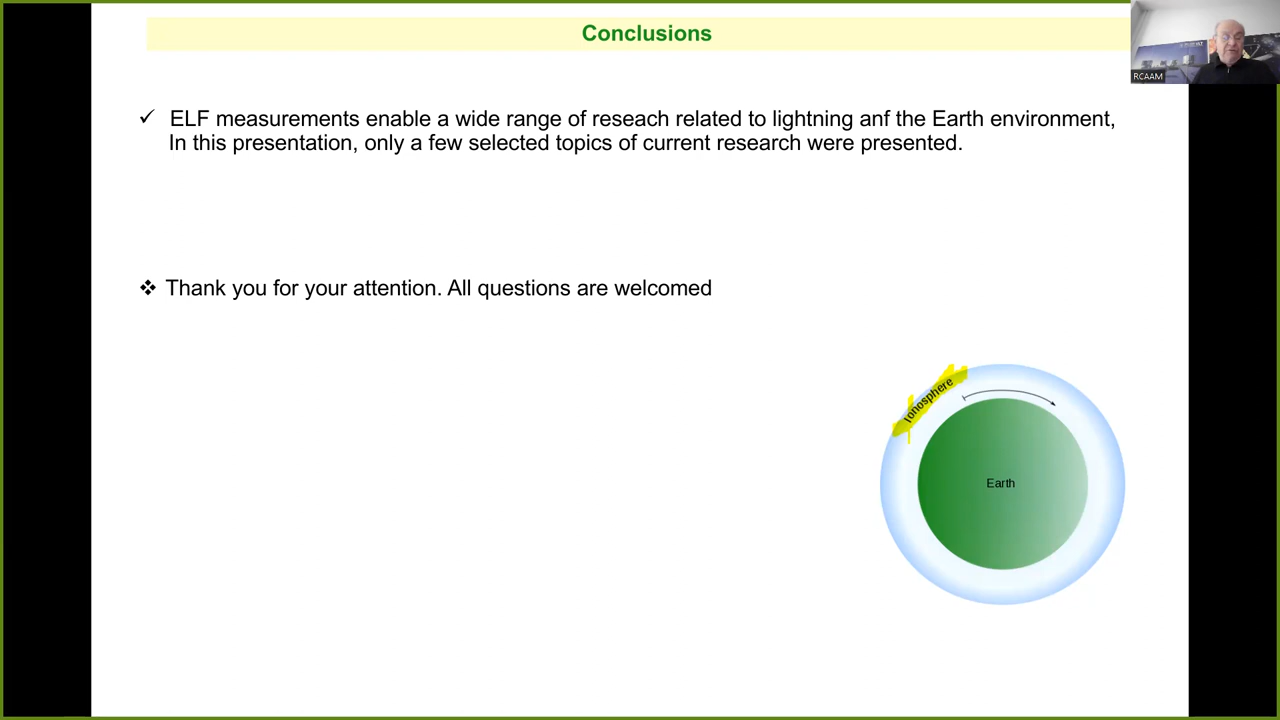 Conclusions
RCAAM
✓ ELF measurements enable a wide range of reseach related to lightning anf the Earth environment,
In this presentation, only a few selected topics of current research were presented.
❖ Thank you for your attention. All questions are welcomed
Ionosphere
Earth